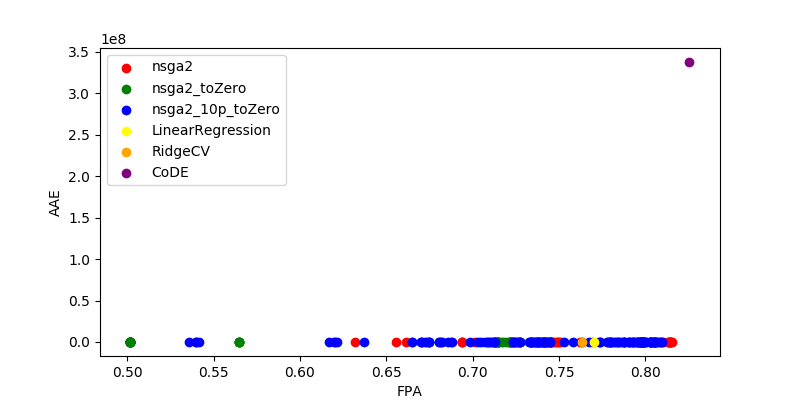 1e8
3.5
3.0
2.5
2.0
1.5
1.0
0.5
0.0
AAE
nsga2
nsga2_toZero
nsga2_10p_toZero
LinearRegression
RidgeCV
CoDE
0.50 0.55 0.60 0.65 0.70 0.75 0.80
FPA